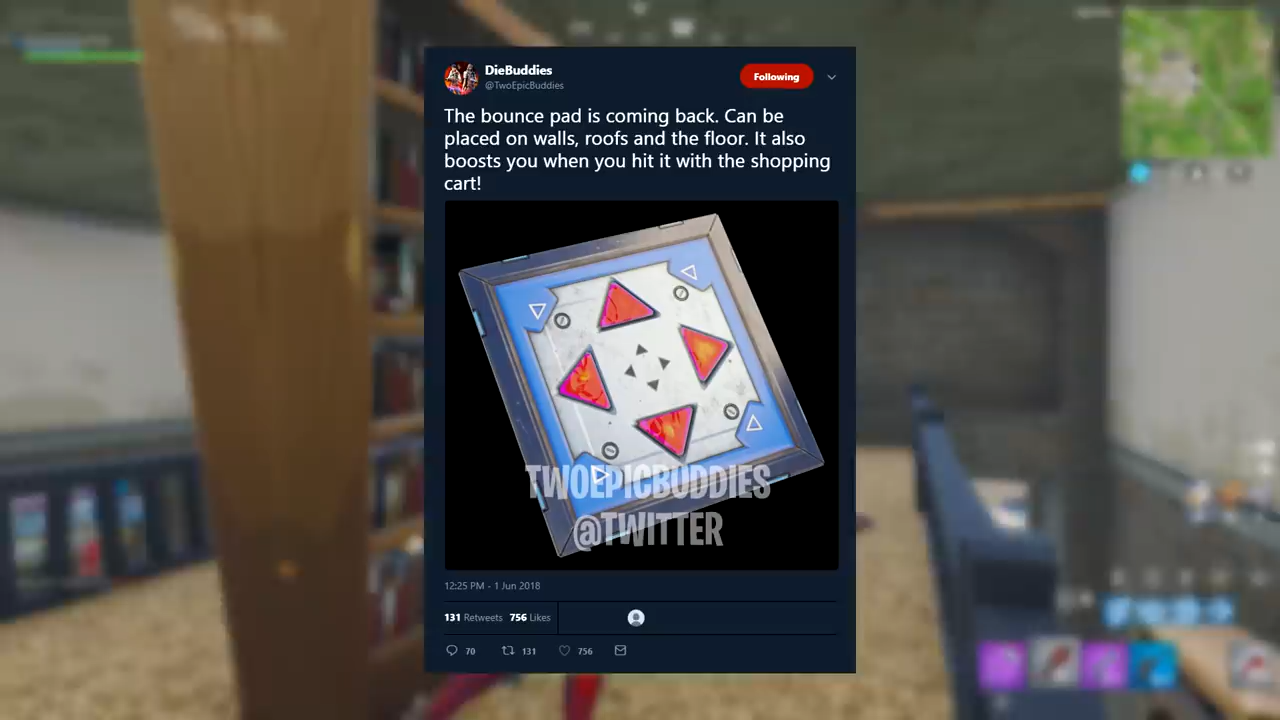 DieBuddies
@TwoEpicBuddies
Following
The bounce pad is coming back. Can be
placed on walls, roofs and the floor. It also
boosts you when you hit it with the shopping
cart!
TWOEPICBUDDIES
@TWITTER
12:25 PM - 1 Jun 2018
131 Retweets 756 Likes
70 131 756